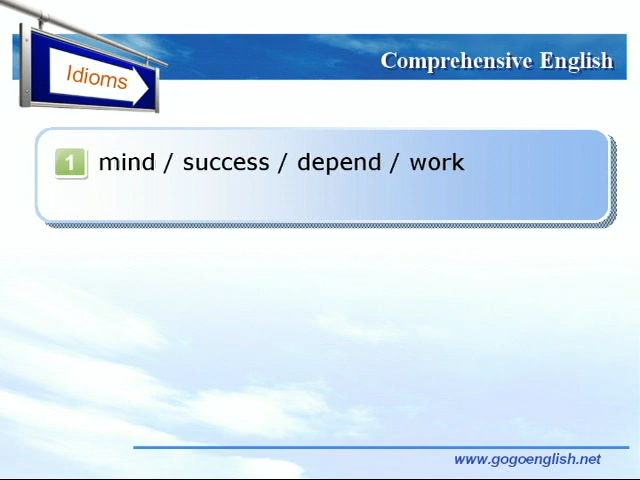 Comprehensive English
Idioms
1 mind / success / depend / work
www.gogoenglish.net